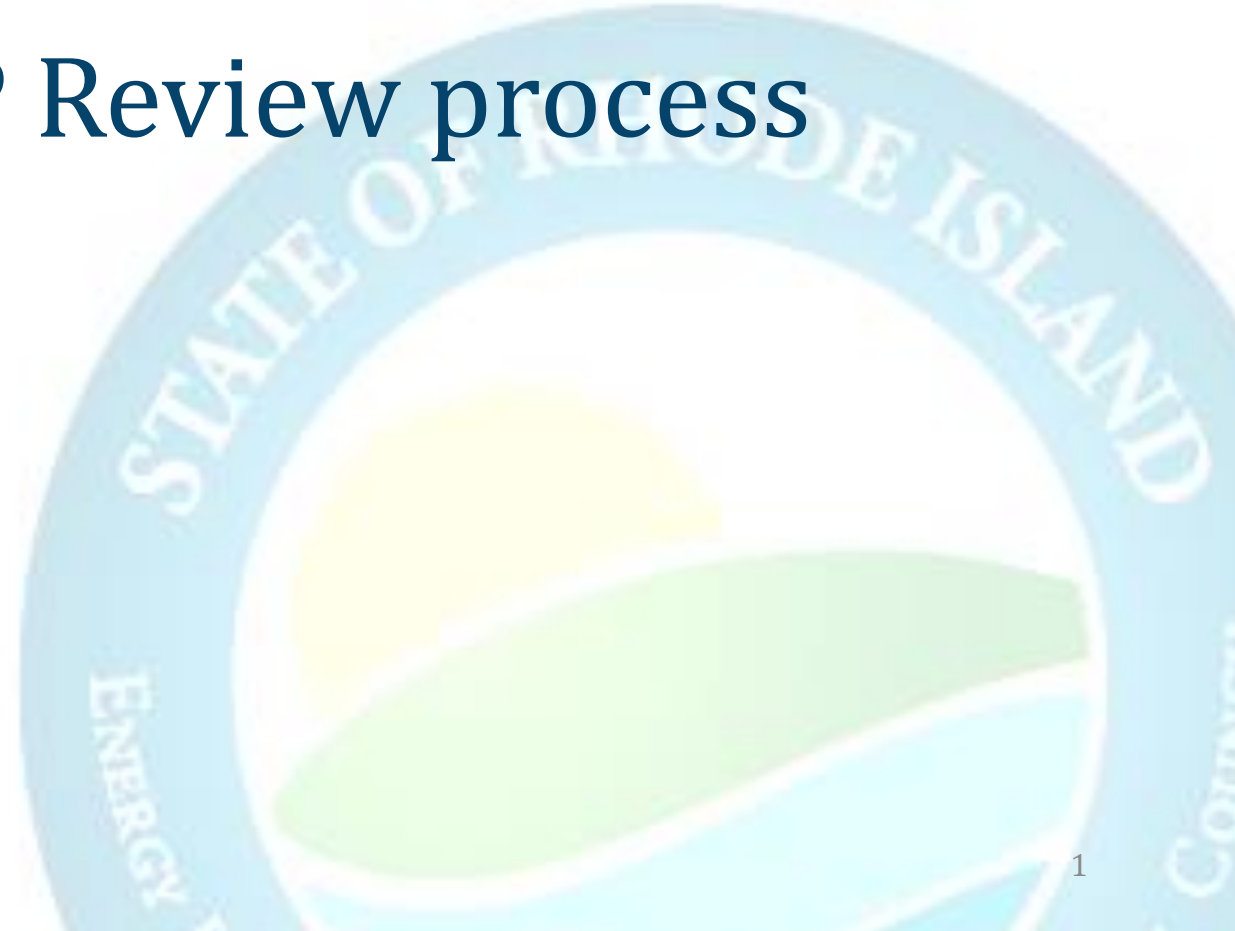 Review process
STATE OF RHODE ISLAND
ENERGY
1